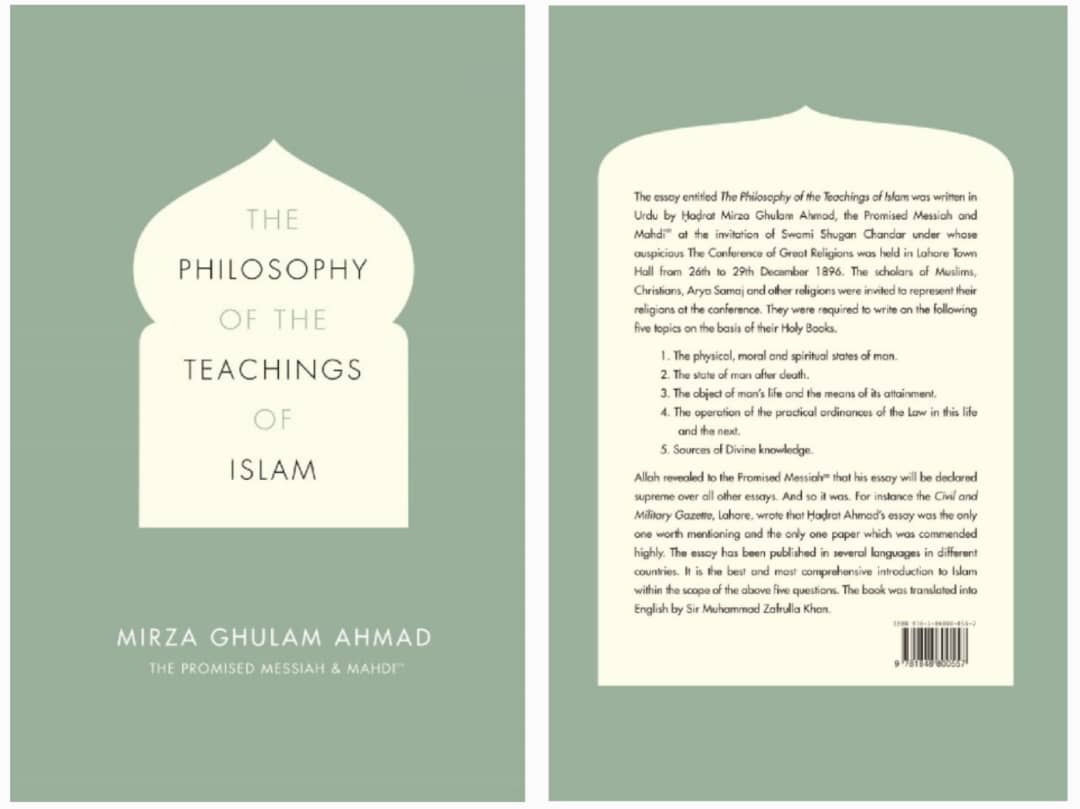 THE
PHILOSOPHY
OF THE
TEACHINGS
OF
ISLAM
MIRZA GHULAM AHMAD
THE PROMISED MESSIAH & MAHDI
The essay entitled The Philosophy of the Teachings of Islam was written in
Urdu by Ḥaḍrat Mirza Ghulam Ahmad, the Promised Messiah and
Mahdi at the invitation of Swami Shugan Chandar under whose
auspicious The Conference of Great Religions was held in Lahore Town
Hall from 26th to 29th December 1896. The scholars of Muslims,
Christians, Arya Samaj and other religions were invited to represent their
religions at the conference. They were required to write on the following
five topics on the basis of their Holy Books.
1. The physical, moral and spiritual states of man.
2. The state of man after death.
3. The object of man's life and the means of its attainment.
4. The operation of the practical ordinances of the Law in this life
and the next.
5. Sources of Divine knowledge.
Allah revealed to the Promised Messiah that his essay will be declared
supreme over all other essays. And so it was. For instance the Civil and
Military Gazette, Lahore, wrote that Ḥaḍrat Ahmad's essay was the only
one worth mentioning and the only one paper which was commended
highly. The essay has been published in several languages in different
countries. It is the best and most comprehensive introduction to Islam
within the scope of the above five questions. The book was translated into
English by Sir Muhammad Zafrulla Khan.